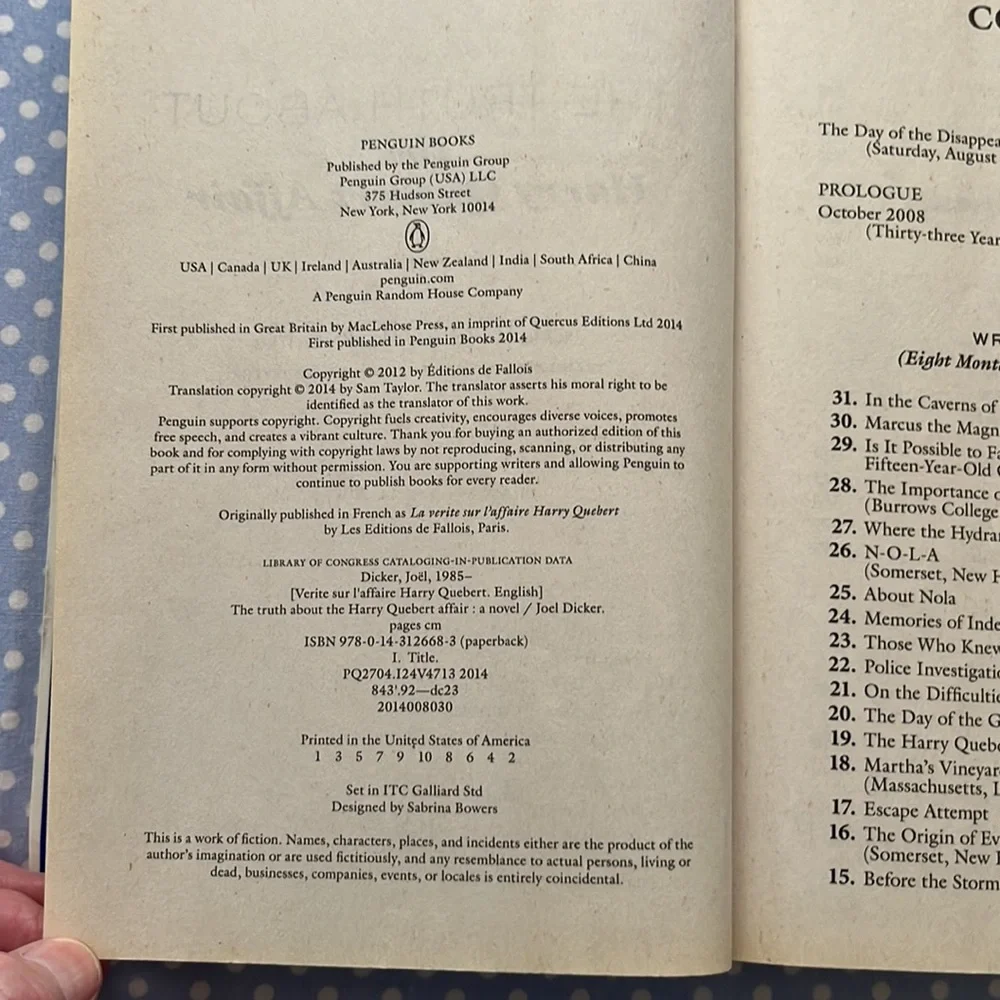 PENGUIN BOOKS
Published by the Penguin Group
Penguin Group (USA) LLC
375 Hudson Street
New York, New York 10014
USA | Canada | UK | Ireland | Australia | New Zealand | India | South Africa | China
penguin.com
A Penguin Random House Company
First published in Great Britain by MacLehose Press, an imprint of Quercus Editions Ltd 2014
First published in Penguin Books 2014
Copyright © 2012 by Éditions de Fallois
Translation copyright © 2014 by Sam Taylor. The translator asserts his moral right to be
identified as the translator of this work.
Penguin supports copyright. Copyright fuels creativity, encourages diverse voices, promotes
free speech, and creates a vibrant culture. Thank you for buying an authorized edition of this
book and for complying with copyright laws by not reproducing, scanning, or distributing any
part of it in any form without permission. You are supporting writers and allowing Penguin to
continue to publish books for every reader.
Originally published in French as La verite sur l'affaire Harry Quebert
by Les Editions de Fallois, Paris.
LIBRARY OF CONGRESS CATALOGING-IN-PUBLICATION DATA
Dicker, Joël, 1985–
[Verite sur l'affaire Harry Quebert. English]
The truth about the Harry Quebert affair : a novel / Joel Dicker.
pages cm
ISBN 978-0-14-312668-3 (paperback)
I. Title.
PQ2704.I24V4713 2014
843'.92—dc23
2014008030
Printed in the United States of America
1 3 5 7 9 10 8 6 4 2
Set in ITC Galliard Std
Designed by Sabrina Bowers
This is a work of fiction. Names, characters, places, and incidents either are the product of the
author's imagination or are used fictitiously, and any resemblance to actual persons, living or
dead, businesses, companies, events, or locales is entirely coincidental.
The Day of the
(Saturday, August
PROLOGUE
October 2008
(Thirty-three
(Eight
31. In the Caverns of
30. Marcus the
29. Is It Possible to
Fifteen-Year-Old
28. The Importance
(Burrows College
27. Where the
26. N-O-L-A
(Somerset, New
25. About Nola
24. Memories of
23. Those Who
22. Police
21. On the
20. The Day of the
19. The Harry
18. Martha's
(Massachusetts,
17. Escape Attempt
16. The Origin of
(Somerset, New
15. Before the Storm